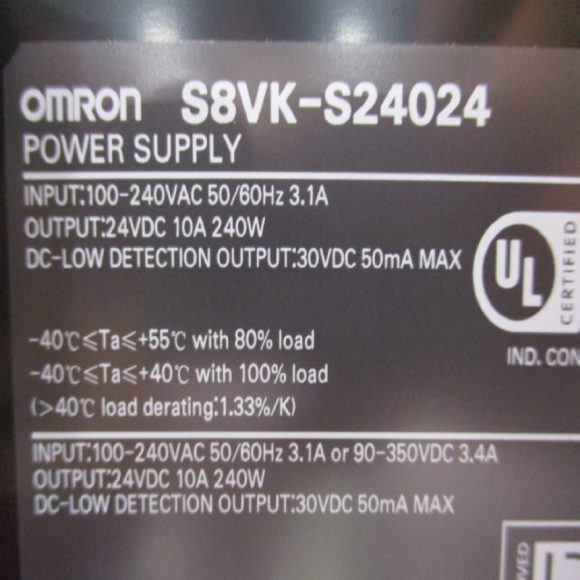 OMRON S8VK-S24024
POWER SUPPLY
INPUT:100-240VAC 50/60Hz 3.1A
OUTPUT:24VDC 10A 240W
DC-LOW DETECTION OUTPUT:30VDC 50mA MAX
UL CERTIFIED
-40℃≤Ta≤+55℃ with 80% load
IND. CON
-40℃≤Ta≤+40℃ with 100% load
(>40℃ load derating:1.33%/K)
INPUT:100-240VAC 50/60Hz 3.1A or 90-350VDC 3.4A
OUTPUT:24VDC 10A 240W
DC-LOW DETECTION OUTPUT:30VDC 50mA MAX